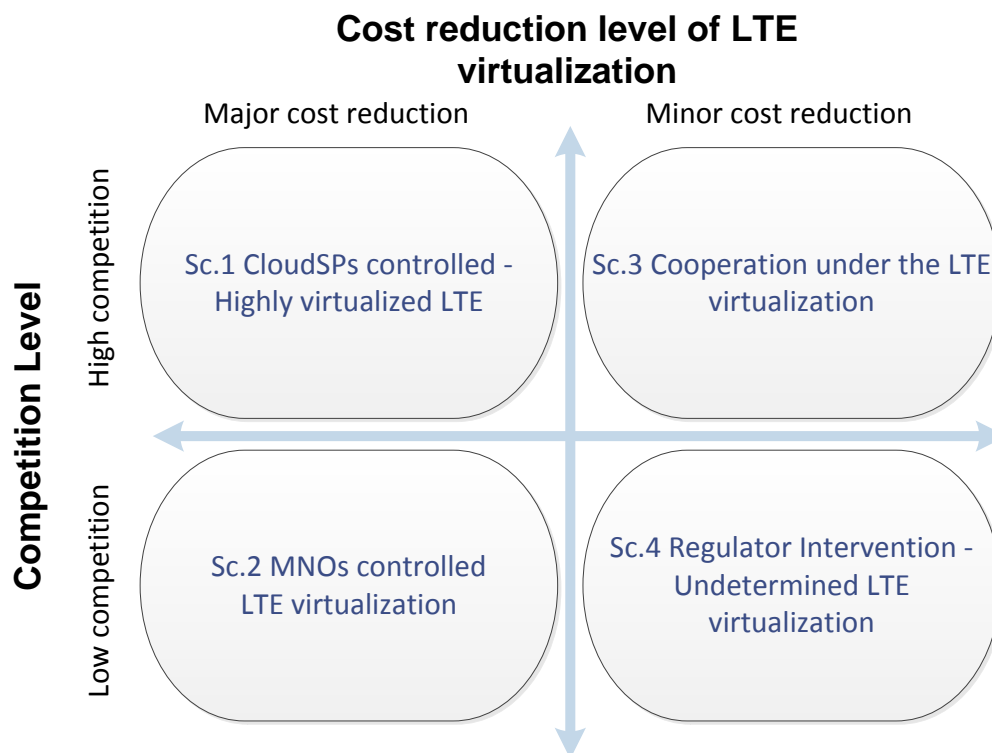 Cost reduction level of LTE
virtualization
Major cost reduction
Minor cost reduction
Competition Level
High competition
Sc.1 CloudSPs controlled -
Highly virtualized LTE
Sc.3 Cooperation under the LTE
virtualization
Low competition
Sc.2 MNOs controlled
LTE virtualization
Sc.4 Regulator Intervention -
Undetermined LTE
virtualization